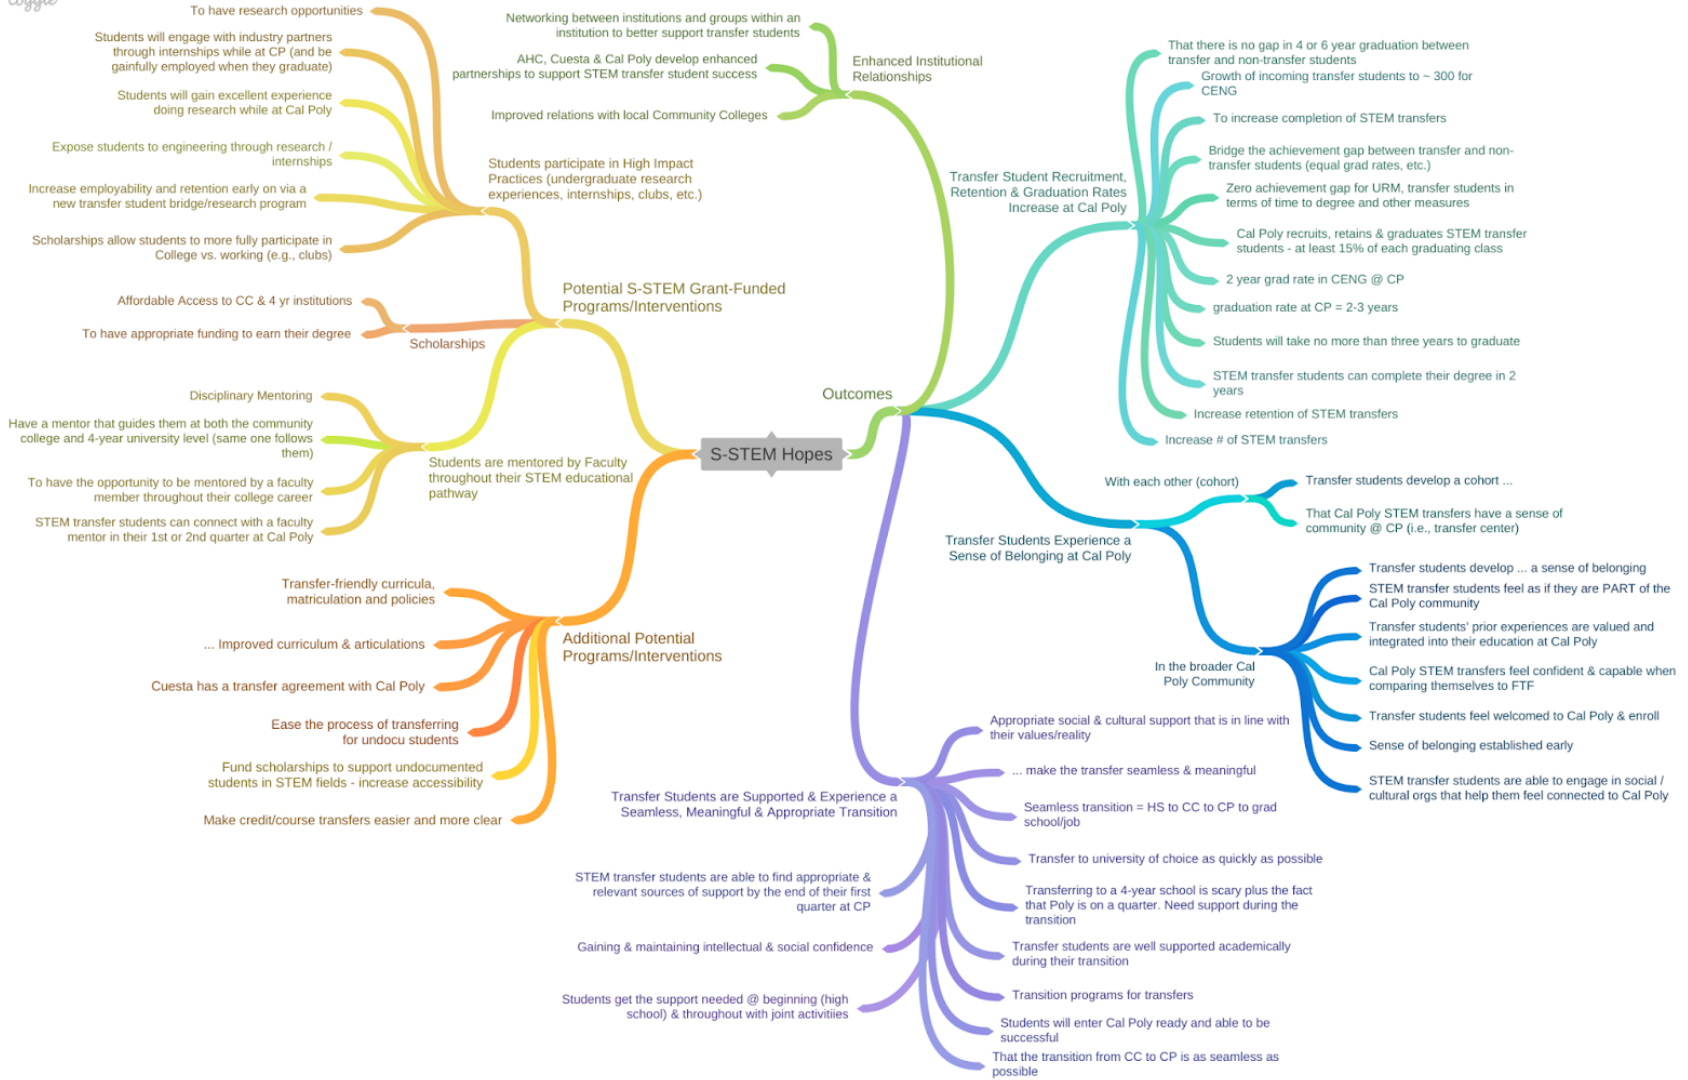 coggle
To have research opportunities
Students will engage with industry partners
through internships while at CP (and be
gainfully employed when they graduate)
Students will gain excellent experience
doing research while at Cal Poly
Expose students to engineering through research /
internships
Increase employability and retention early on via a
new transfer student bridge/research program
Scholarships allow students to more fully participate in
College vs. working (e.g., clubs)
Students participate in High Impact
Practices (undergraduate research
experiences, internships, clubs, etc.)
Potential S-STEM Grant-Funded
Programs/Interventions
Affordable Access to CC & 4 yr institutions
To have appropriate funding to earn their degree
Scholarships
Disciplinary Mentoring
Have a mentor that guides them at both the community
college and 4-year university level (same one follows
them)
To have the opportunity to be mentored by a faculty
member throughout their college career
STEM transfer students can connect with a faculty
mentor in their 1st or 2nd quarter at Cal Poly
Students are mentored by Faculty
throughout their STEM educational
pathway
Transfer-friendly curricula,
matriculation and policies
... Improved curriculum & articulations
Cuesta has a transfer agreement with Cal Poly
Ease the process of transferring
for undocu students
Fund scholarships to support undocumented
students in STEM fields - increase accessibility
Make credit/course transfers easier and more clear
Additional Potential
Programs/Interventions
S-STEM Hopes
Outcomes
Networking between institutions and groups within an
institution to better support transfer students
AHC, Cuesta & Cal Poly develop enhanced
partnerships to support STEM transfer student success
Improved relations with local Community Colleges
Enhanced Institutional
Relationships
Transfer Student Recruitment,
Retention & Graduation Rates
Increase at Cal Poly
That there is no gap in 4 or 6 year graduation between
transfer and non-transfer students
Growth of incoming transfer students to ~ 300 for
CENG
To increase completion of STEM transfers
Bridge the achievement gap between transfer and non-
transfer students (equal grad rates, etc.)
Zero achievement gap for URM, transfer students in
terms of time to degree and other measures
Cal Poly recruits, retains & graduates STEM transfer
students - at least 15% of each graduating class
2 year grad rate in CENG @ CP
graduation rate at CP = 2-3 years
Students will take no more than three years to graduate
STEM transfer students can complete their degree in 2
years
Increase retention of STEM transfers
Increase # of STEM transfers
Transfer Students Experience a
Sense of Belonging at Cal Poly
With each other (cohort)
Transfer students develop a cohort ...
That Cal Poly STEM transfers have a sense of
community @ CP (i.e., transfer center)
In the broader Cal
Poly Community
Transfer students develop ... a sense of belonging
STEM transfer students feel as if they are PART of the
Cal Poly community
Transfer students' prior experiences are valued and
integrated into their education at Cal Poly
Cal Poly STEM transfers feel confident & capable when
comparing themselves to FTF
Transfer students feel welcomed to Cal Poly & enroll
Sense of belonging established early
STEM transfer students are able to engage in social /
cultural orgs that help them feel connected to Cal Poly
Transfer Students are Supported & Experience a
Seamless, Meaningful & Appropriate Transition
Appropriate social & cultural support that is in line with
their values/reality
... make the transfer seamless & meaningful
Seamless transition = HS to CC to CP to grad
school/job
Transfer to university of choice as quickly as possible
Transferring to a 4-year school is scary plus the fact
that Poly is on a quarter. Need support during the
transition
Transfer students are well supported academically
during their transition
Transition programs for transfers
Students will enter Cal Poly ready and able to be
successful
That the transition from CC to CP is as seamless as
possible
STEM transfer students are able to find appropriate &
relevant sources of support by the end of their first
quarter at CP
Gaining & maintaining intellectual & social confidence
Students get the support needed @ beginning (high
school) & throughout with joint activitiies